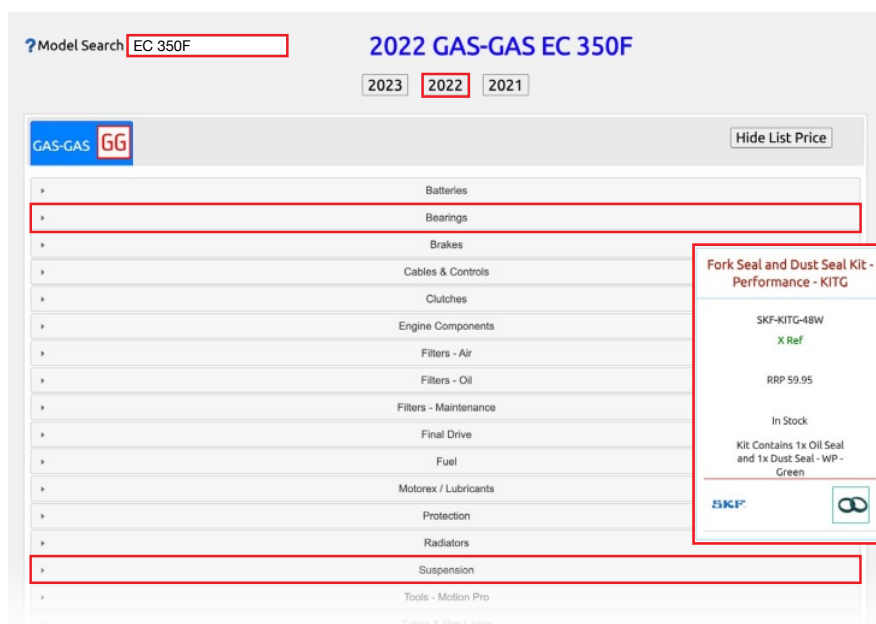 ?Model Search EC 350F
2022 GAS-GAS EC 350F
2023 2022 2021
GAS-GAS GG
Hide List Price
Batteries
Bearings
Brakes
Cables & Controls
Clutches
Engine Components
Filters - Air
Filters - Oil
Filters - Maintenance
Final Drive
Fuel
Motorex / Lubricants
Protection
Radiators
Suspension
Tools - Motion Pro
Fork Seal and Dust Seal Kit -
Performance - KITG
SKF-KITG-48W
X Ref
RRP 59.95
In Stock
Kit Contains 1x Oil Seal
and 1x Dust Seal - WP -
Green
SKF